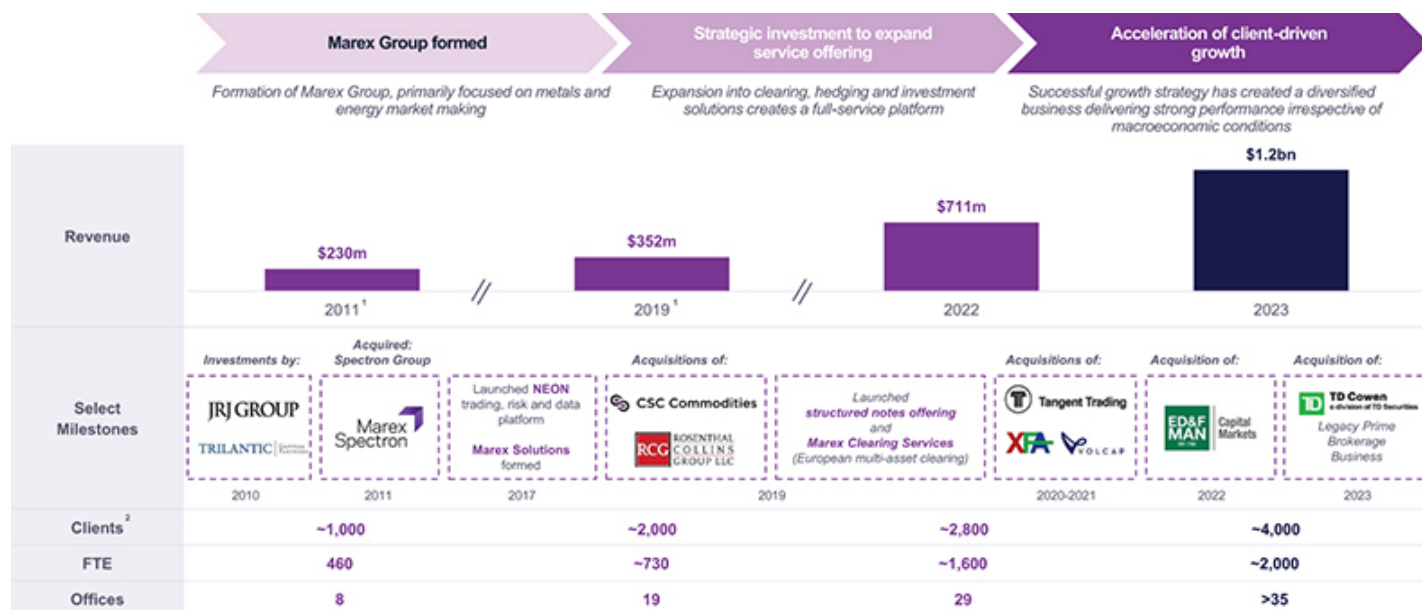 Marex Group formed
Strategic investment to expand
service offering
Acceleration of client-driven
growth
Formation of Marex Group, primarily focused on metals and
energy market making
Expansion into clearing, hedging and investment
solutions creates a full-service platform
Successful growth strategy has created a diversified
business delivering strong performance irrespective of
macroeconomic conditions
Revenue
$230m
$352m
$711m
$1.2bn
2011 1
2019 1
2022
2023
Select
Milestones
Investments by:
JRJ GROUP
TRILANTIC
2010
Acquired:
Spectron Group
Marex
Spectron
2011
Launched NEON
trading, risk and data
platform
Marex Solutions
formed
2017
Acquisitions of:
CSC Commodities
RCG ROSENTHAL
COLLINS
GROUP LLC
Launched
structured notes offering
and
Marex Clearing Services
(European multi-asset clearing)
2019
Acquisitions of:
Tangent Trading
XFA VOLCAP
2020-2021
Acquisition of:
ED&F
MAN
Capital
Markets
2022
Acquisition of:
TD TD Cowen
a division of TD Securities
Legacy Prime
Brokerage
Business
2023
Clients 2
~1,000
~2,000
~2,800
~4,000
FTE
460
~730
~1,600
~2,000
Offices
8
19
29
>35